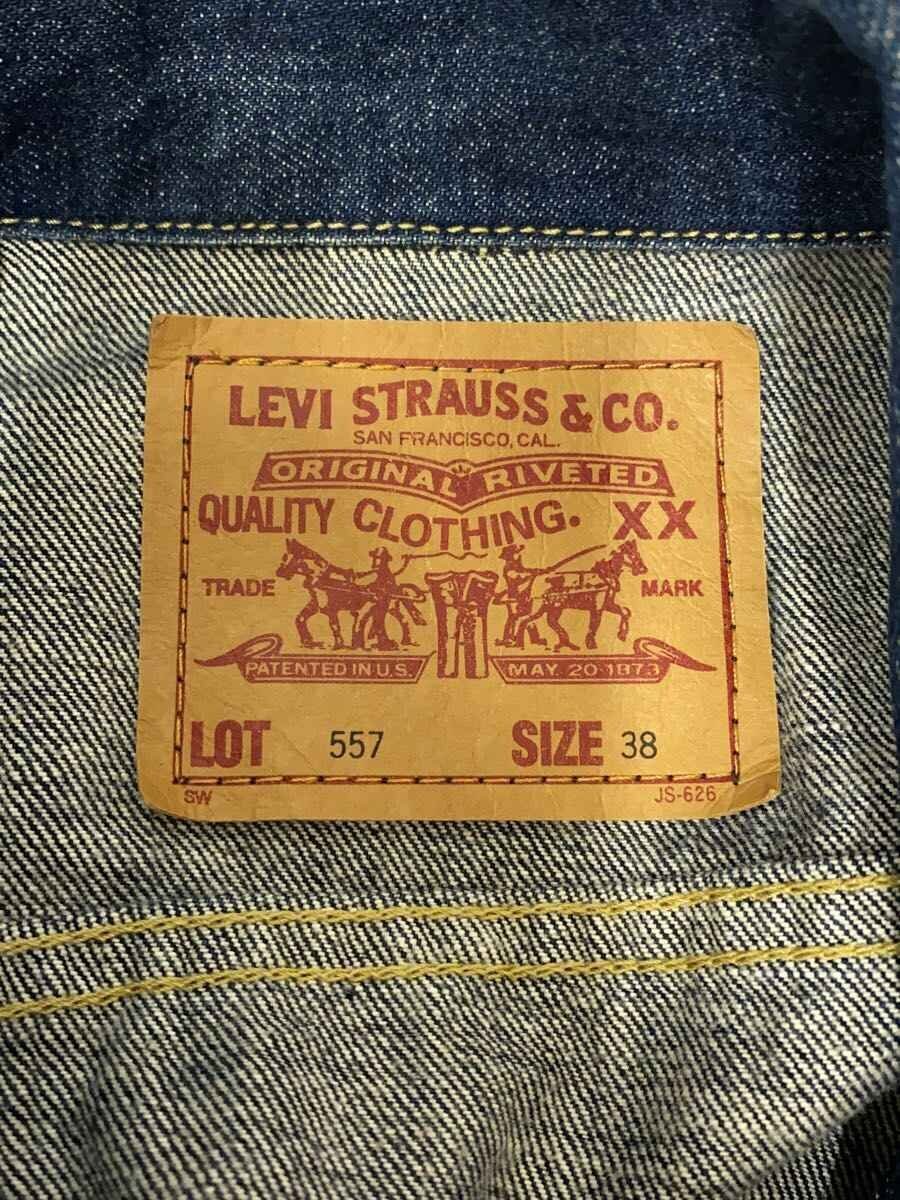 LEVI STRAUSS & CO.
SAN FRANCISCO, CAL.
ORIGINAL RIVETED
QUALITY CLOTHING. XX
TRADE MARK
PATENTED IN U.S. MAY 20 1873
LOT 557 SIZE 38
SW JS-626